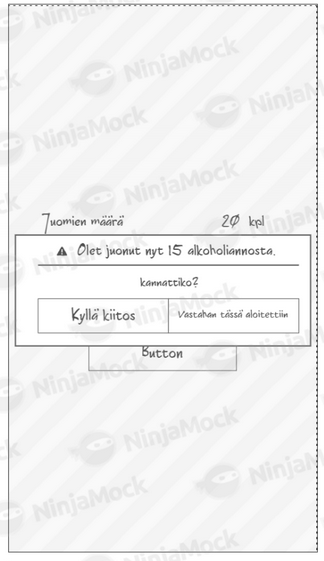 Juomien määrä 20 kpl
Olet juonut nyt 15 alkoholiannosta.
kannattiko?
Kyllä kiitos
Vastahan tässä aloitettiin
Button
NinjaMock
NinjaMock
NinjaMock
NinjaMock
NinjaMock
NinjaMock
NinjaMock
NinjaMock
NinjaMock